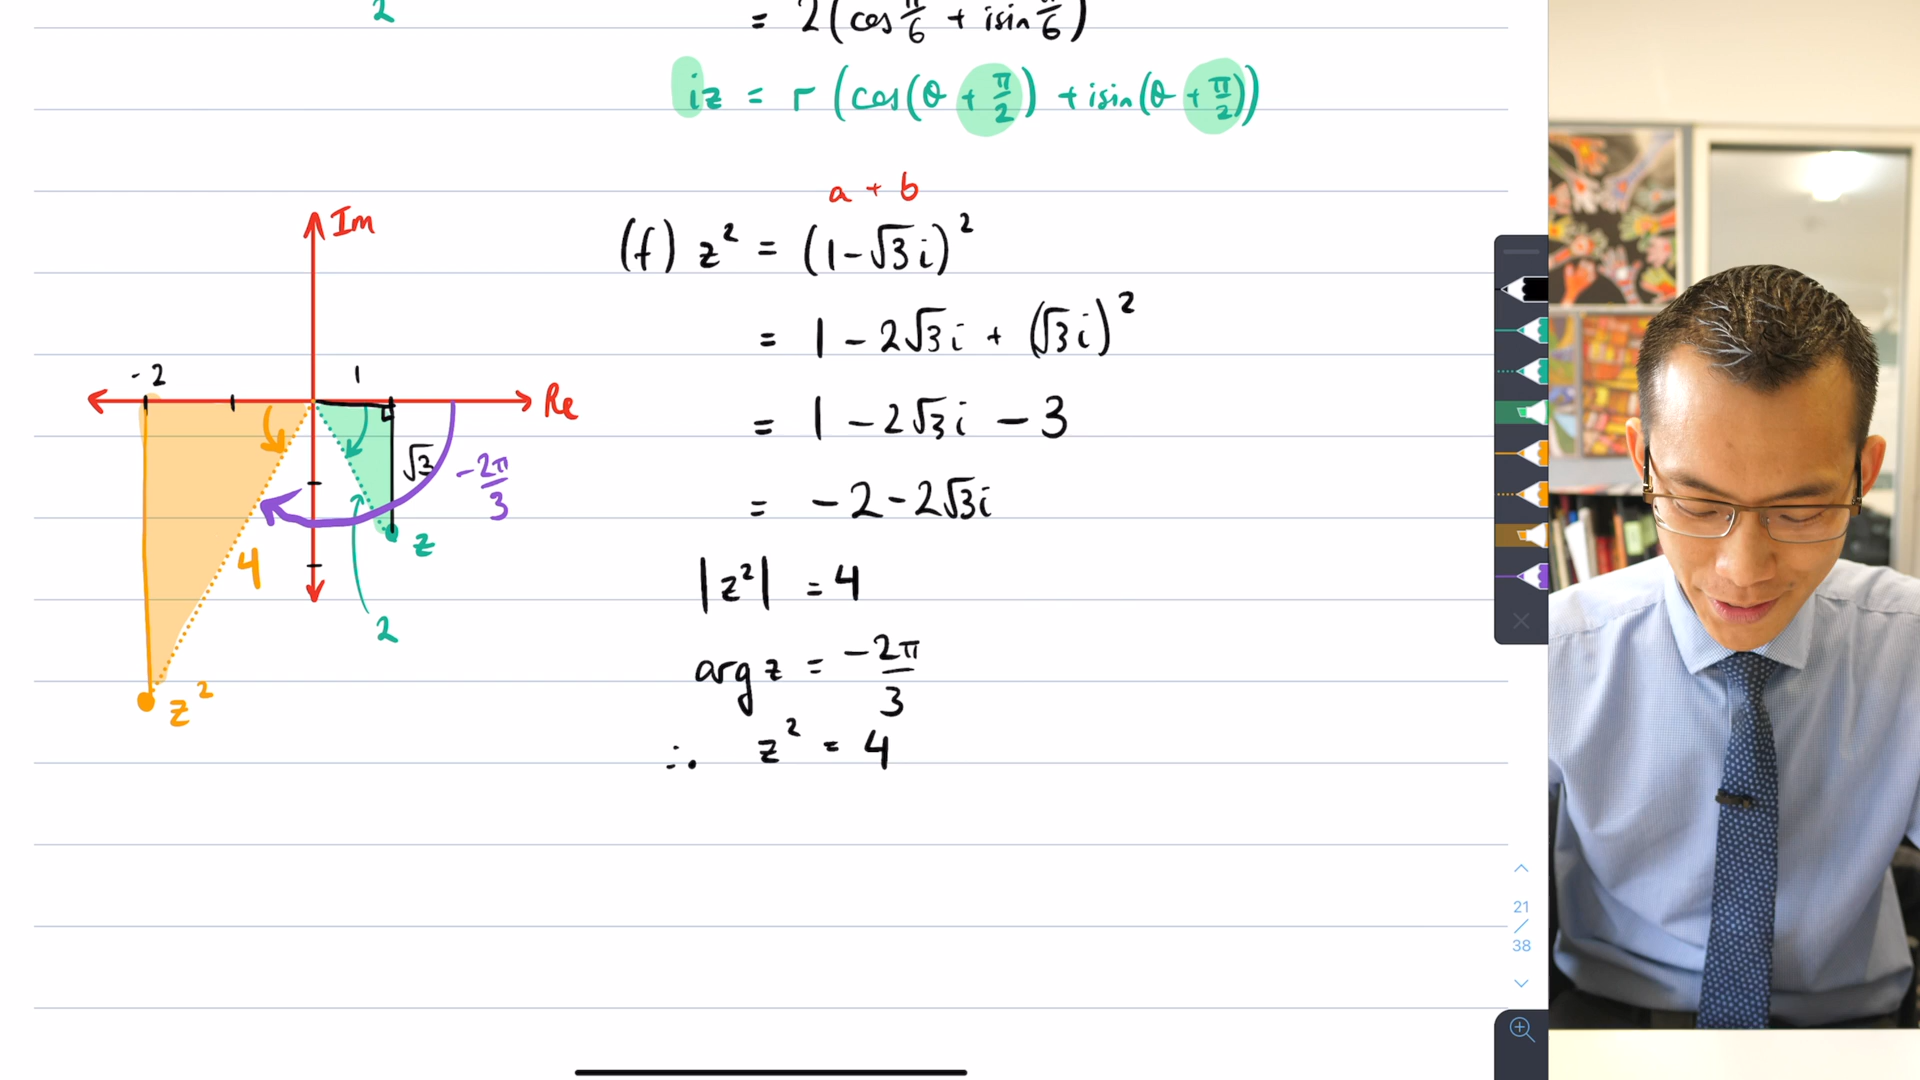 2
= 2(cos π/6 + isin π/6)
iz = r (cos(θ + π/2) + isin(θ + π/2))
a + b
Im
(f) z² = (1-√3i)²
= 1 - 2√3i + (√3i)²
-2
1
Re
= 1 - 2√3i - 3
√3
-2π/3
= -2 - 2√3i
z
4
|z²| = 4
2
arg z = -2π/3
z²
∴ z² = 4
21
/
38